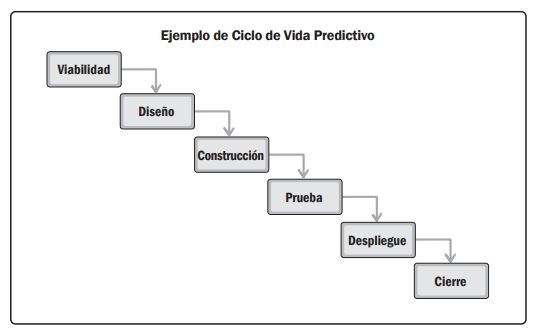 Ejemplo de Ciclo de Vida Predictivo
Viabilidad
Diseño
Construcción
Prueba
Despliegue
Cierre